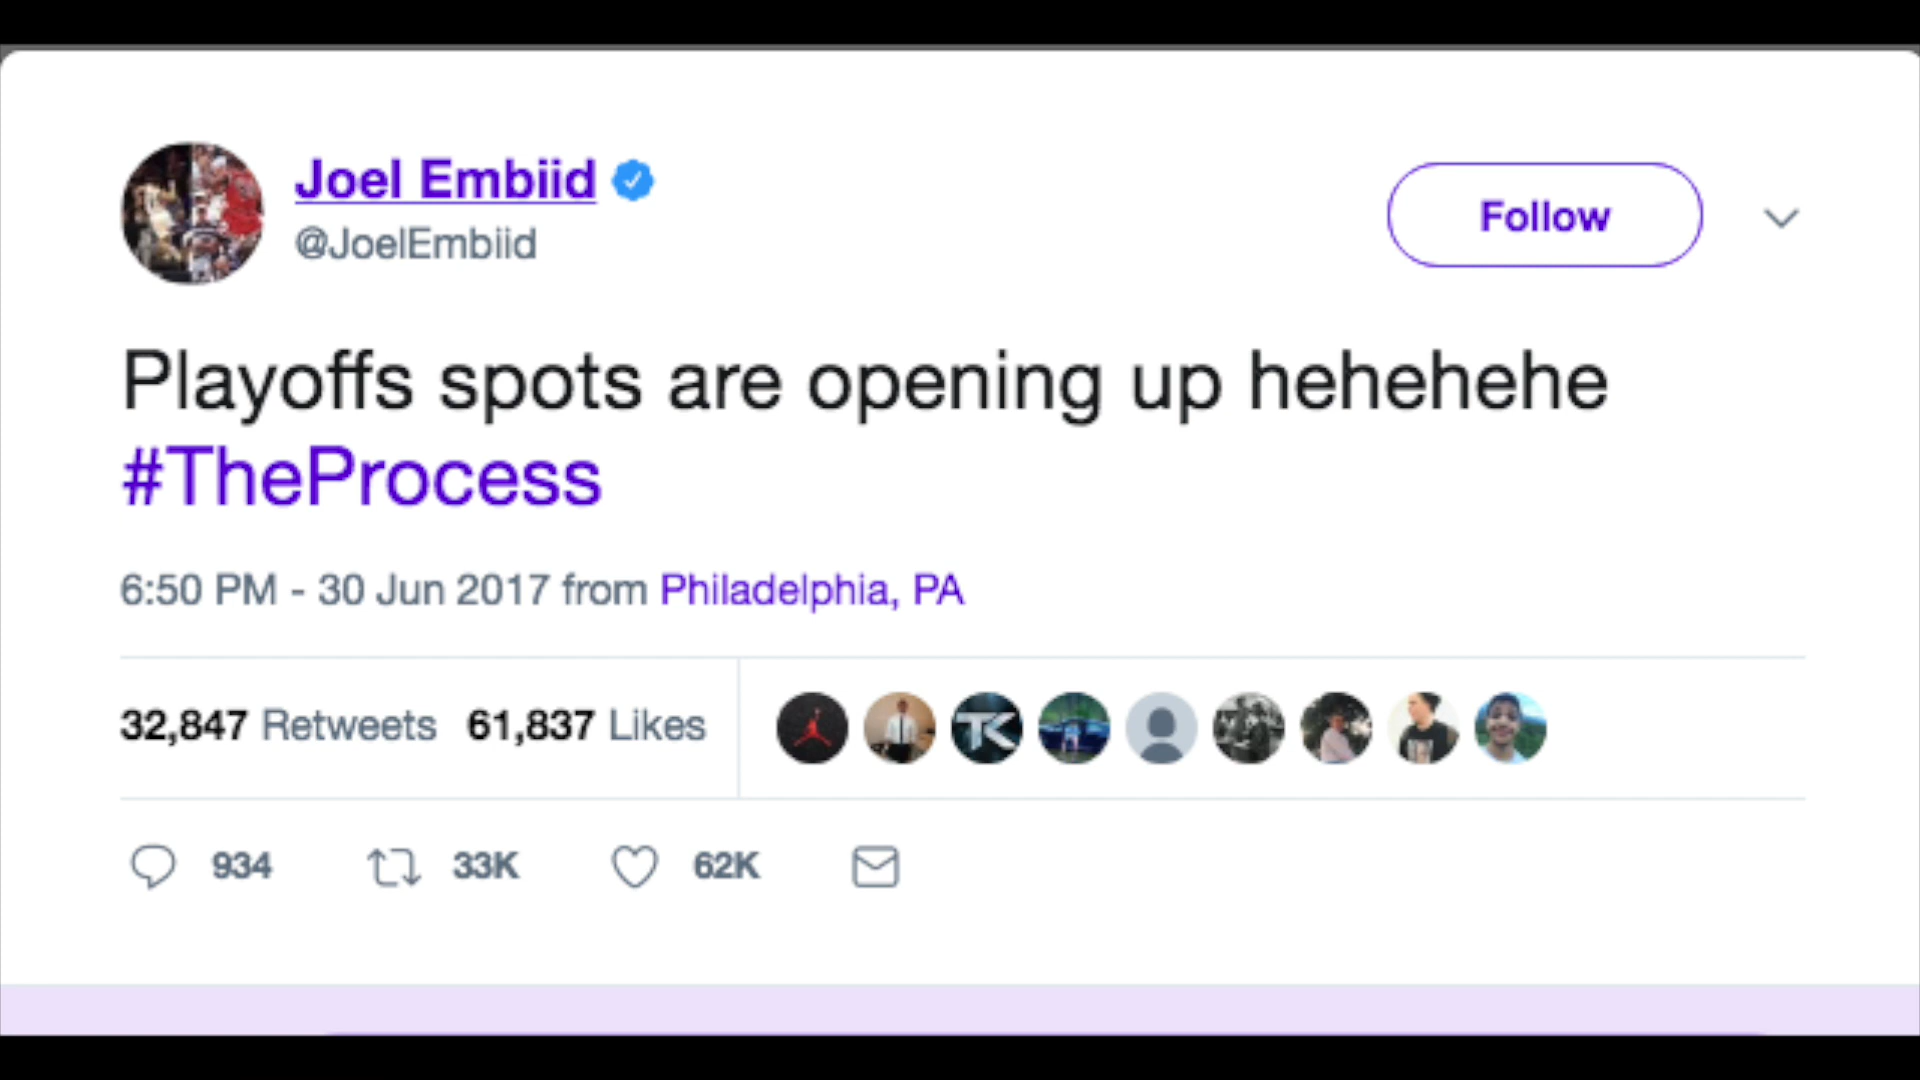 Joel Embiid
@JoelEmbiid
Follow
Playoffs spots are opening up hehehehe
#TheProcess
6:50 PM - 30 Jun 2017 from Philadelphia, PA
32,847 Retweets 61,837 Likes
TK
934 33K 62K